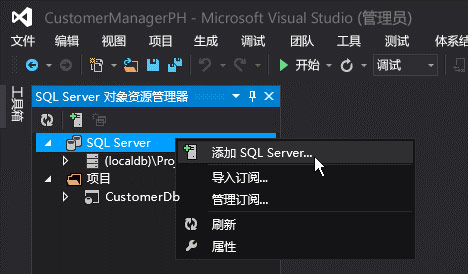 CustomerManagerPH - Microsoft Visual Studio (管理员)
文件 编辑 视图 项目 生成 调试 团队 工具 测试 体系结
开始 调试
工具箱
SQL Server 对象资源管理器
SQL Server
(localdb)\Proj
项目
CustomerDb
添加 SQL Server...
导入订阅...
管理订阅...
刷新
属性